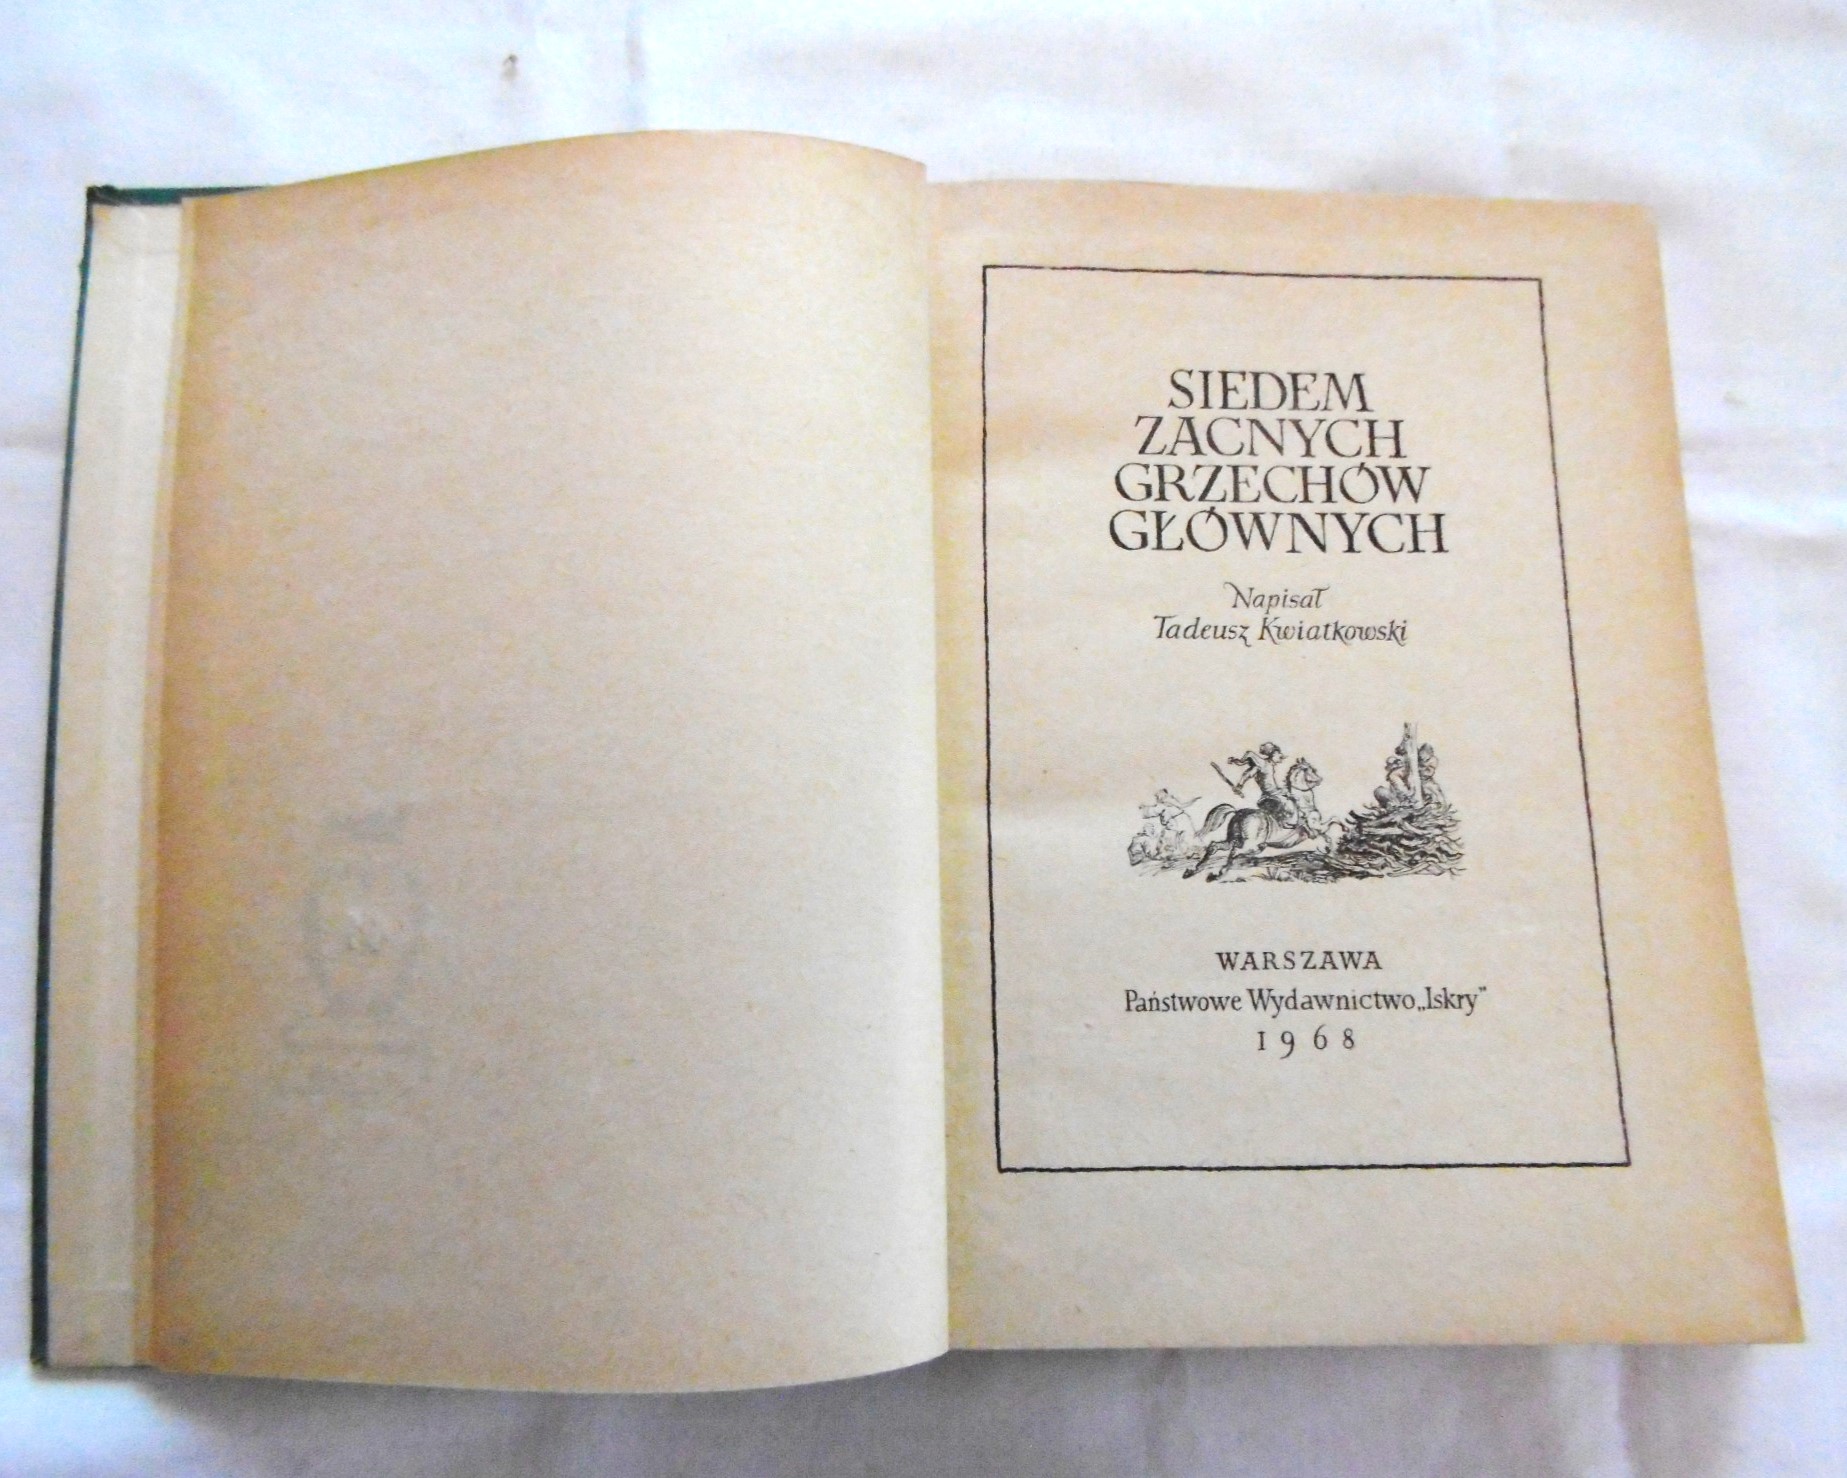 SIEDEM
ZACNYCH
GRZECHÓW
GŁÓWNYCH
Napisał
Tadeusz Kwiatkowski
WARSZAWA
Państwowe Wydawnictwo „Iskry”
1968